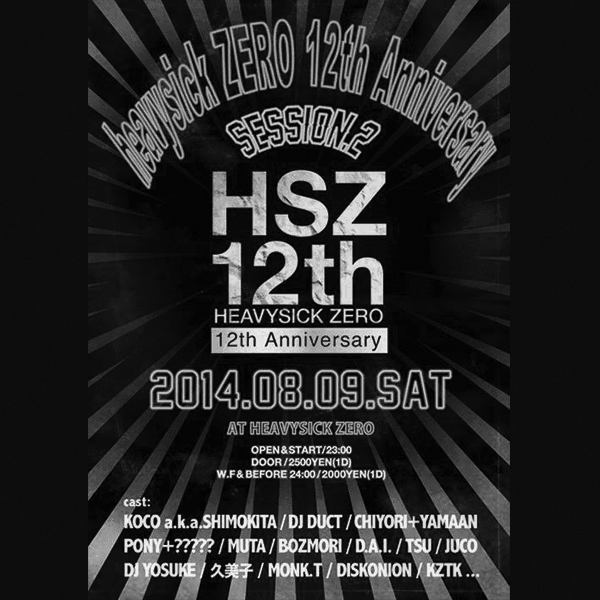 heavysick ZERO 12th Anniversary
SESSION.2
HSZ
12th
HEAVYSICK ZERO
12th Anniversary
2014.08.09.SAT
AT HEAVYSICK ZERO
OPEN&START/23:00
DOOR/2500YEN(1D)
W.F&BEFORE 24:00/2000YEN(1D)
cast:
KOCO a.k.a.SHIMOKITA / DJ DUCT / CHIYORI+YAMAAN
PONY+????? / MUTA / BOZMORI / D.A.I. / TSU / JUCO
DJ YOSUKE / 久美子 / MONK.T / DISKONION / KZTK ...